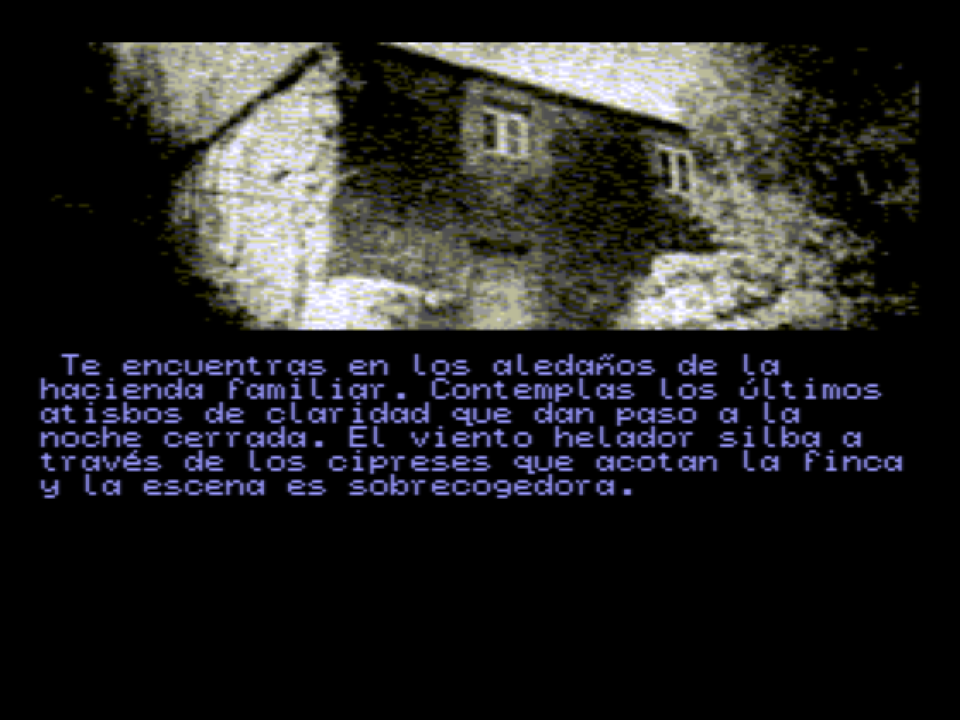 Te encuentras en los aledaños de la
hacienda familiar. Contemplas los últimos
atisbos de claridad que dan paso a la
noche cerrada. El viento helador silba a
través de los cipreses que acotan la finca
y la escena es sobrecogedora.